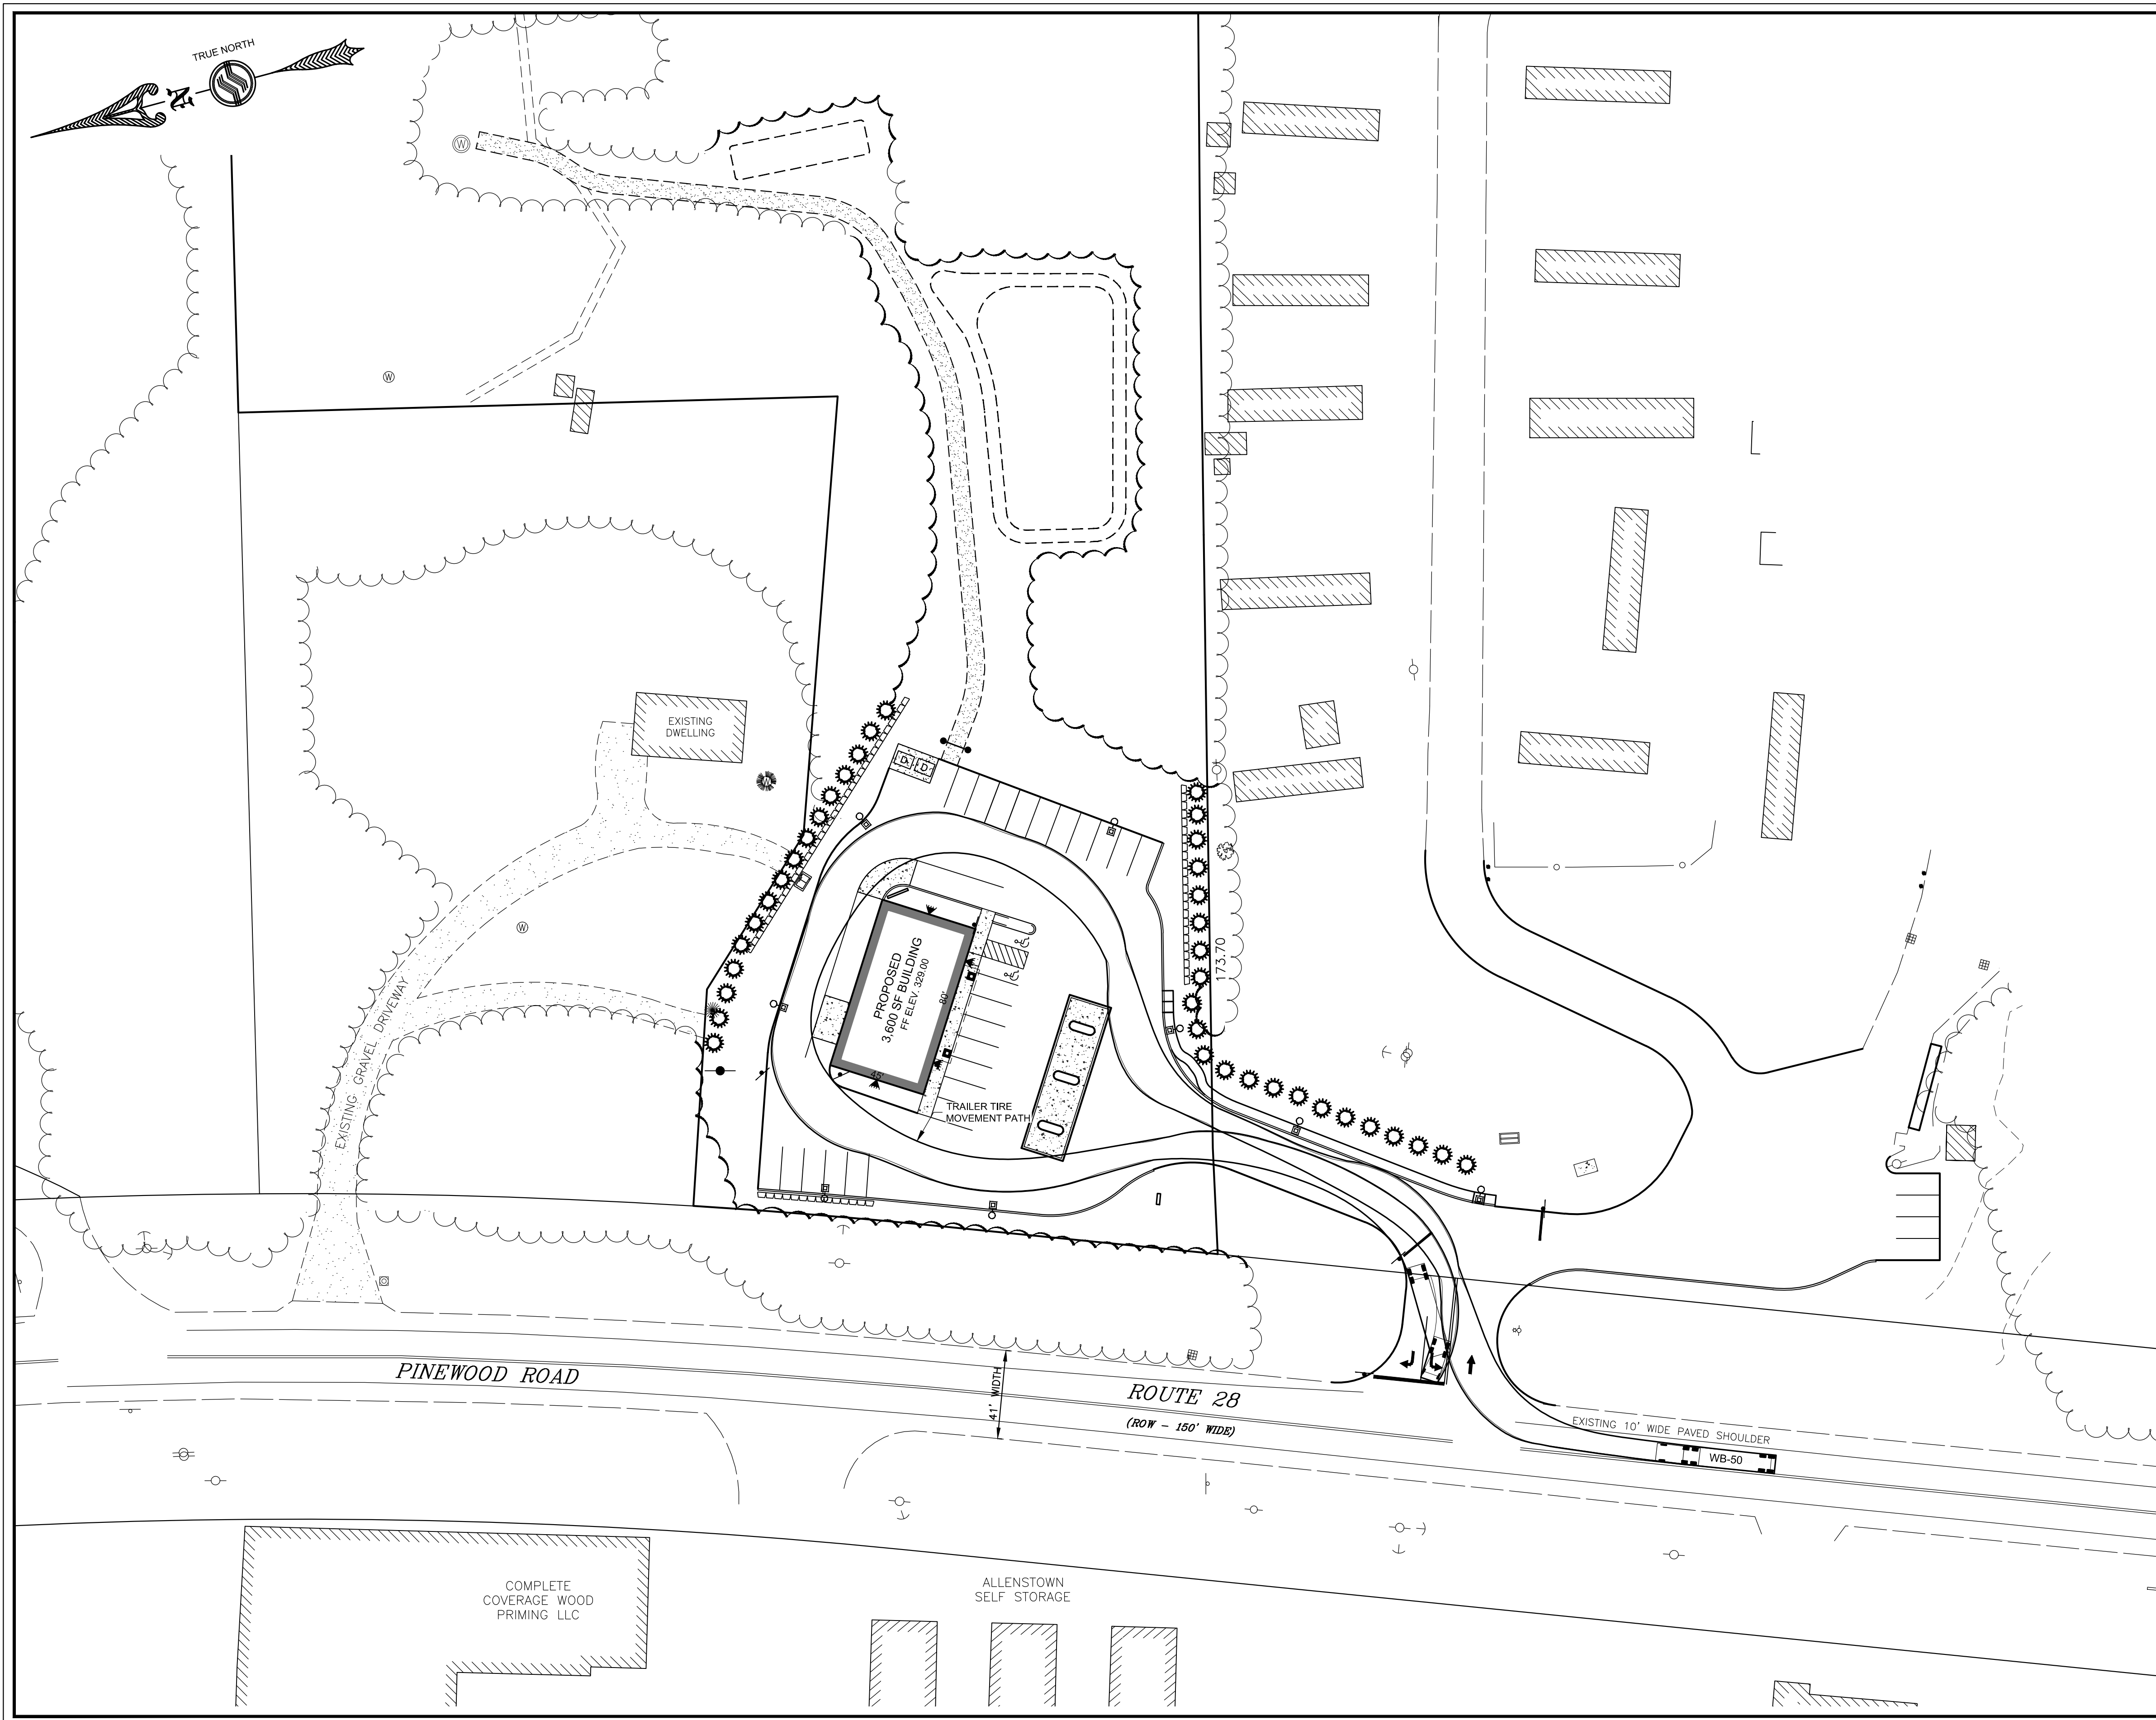 TRUE NORTH
N
W
W
EXISTING
DWELLING
W
D
D
W
173.70
PROPOSED
3,600 SF BUILDING
FF ELEV. 329.00
80'
45'
TRAILER TIRE
MOVEMENT PATH
EXISTING GRAVEL DRIVEWAY
PINEWOOD ROAD
41' WIDTH
ROUTE 28
(ROW - 150' WIDE)
EXISTING 10' WIDE PAVED SHOULDER
WB-50
COMPLETE
COVERAGE WOOD
PRIMING LLC
ALLENSTOWN
SELF STORAGE